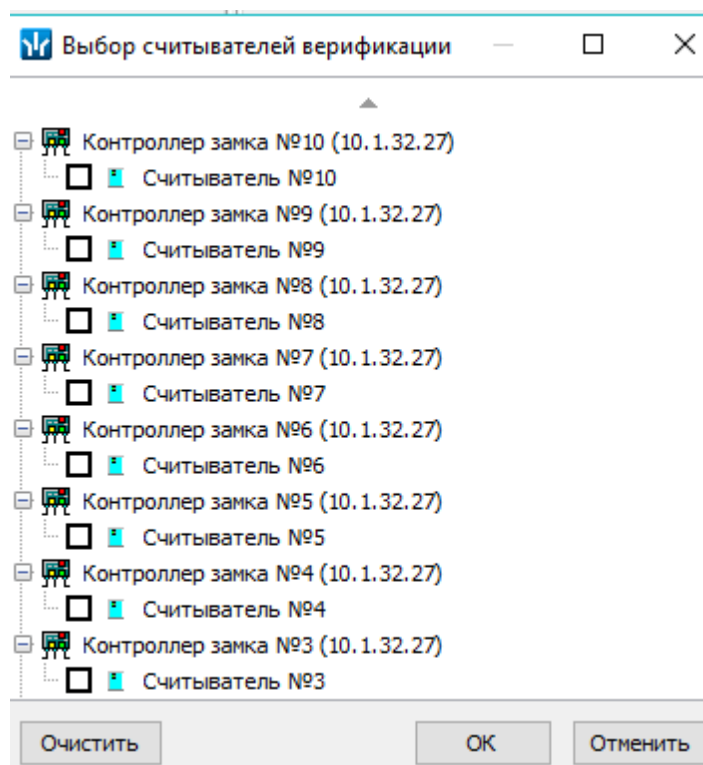 Выбор считывателей верификации
Контроллер замка №10 (10.1.32.27)
Считыватель №10
Контроллер замка №9 (10.1.32.27)
Считыватель №9
Контроллер замка №8 (10.1.32.27)
Считыватель №8
Контроллер замка №7 (10.1.32.27)
Считыватель №7
Контроллер замка №6 (10.1.32.27)
Считыватель №6
Контроллер замка №5 (10.1.32.27)
Считыватель №5
Контроллер замка №4 (10.1.32.27)
Считыватель №4
Контроллер замка №3 (10.1.32.27)
Считыватель №3
Очистить ОК Отменить